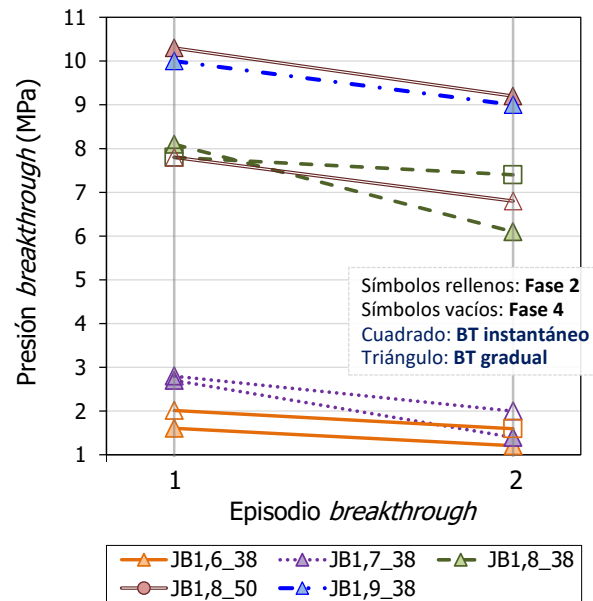 11
10
9
8
7
6
5
4
3
2
1
Presión breakthrough (MPa)
Símbolos rellenos: Fase 2
Símbolos vacíos: Fase 4
Cuadrado: BT instantáneo
Triángulo: BT gradual
1 2
Episodio breakthrough
JB1,6_38 JB1,7_38 JB1,8_38
JB1,8_50 JB1,9_38